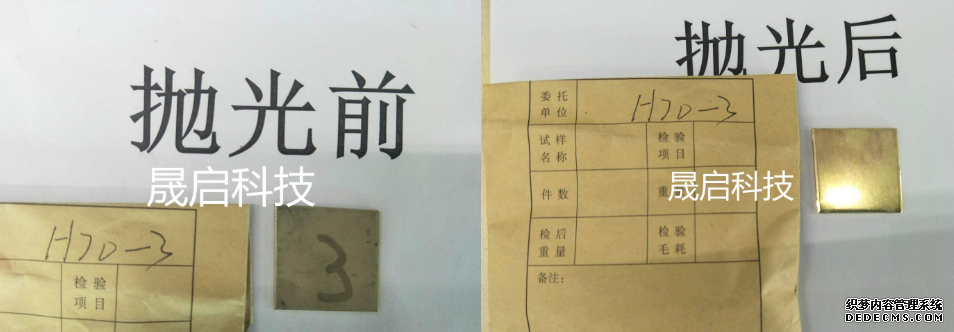 抛光前
晟启科技
H70-3
检验
项目
3
抛光后
委托
单位
H70-3
试样
名称
检验
项目
件数
重
晟启科技
检后
重量
检验
毛耗
备注:
织梦内容管理系统
DEDECMS.COM